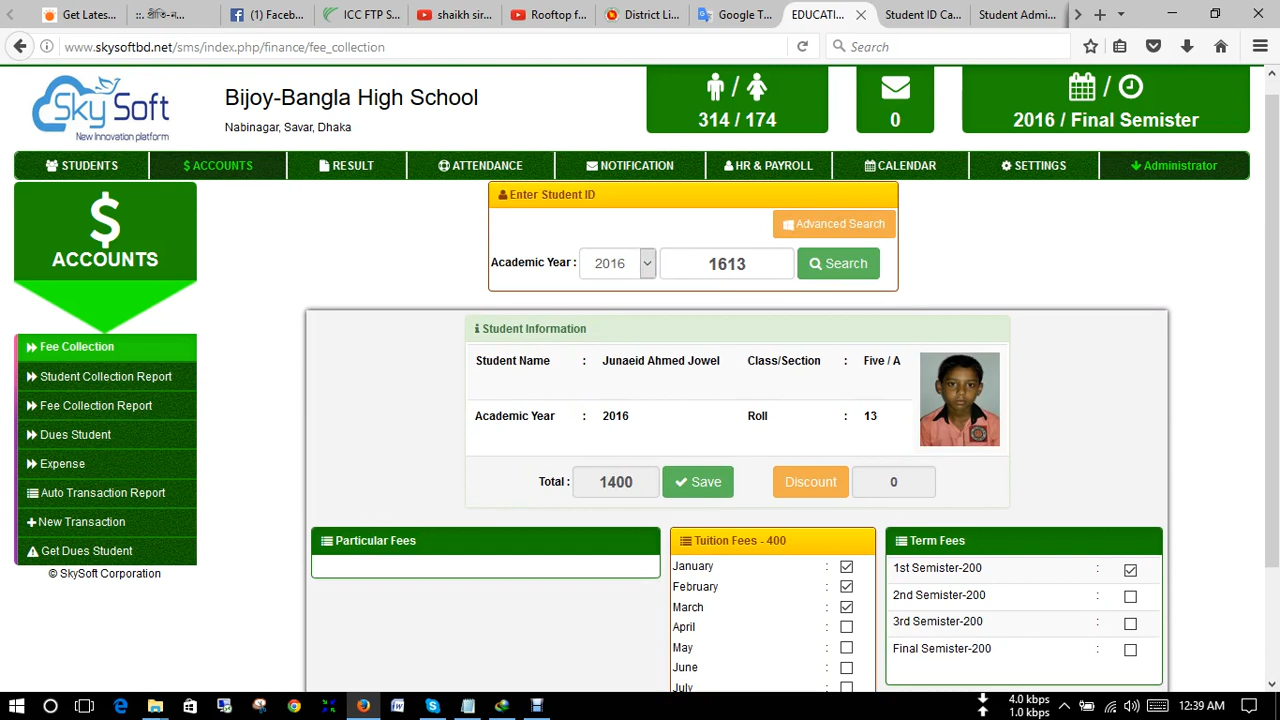 Get Lates...
:: প্রীতি-ন...
(1) Faceb...
ICC FTP S...
shaikh sir...
Rooftop f...
District Li...
Google T...
EDUCATI...
Student ID Ca...
Student Admi...
www.skysoftbd.net/sms/index.php/finance/fee_collection
Search
Sky Soft
New Innovation platform
Bijoy-Bangla High School
Nabinagar, Savar, Dhaka
/
314 / 174
0
/
2016 / Final Semister
STUDENTS
$ ACCOUNTS
RESULT
ATTENDANCE
NOTIFICATION
HR & PAYROLL
CALENDAR
SETTINGS
Administrator
$
ACCOUNTS
Fee Collection
Student Collection Report
Fee Collection Report
Dues Student
Expense
Auto Transaction Report
New Transaction
Get Dues Student
© SkySoft Corporation
Enter Student ID
Advanced Search
Academic Year : 2016 1613 Search
Student Information
Student Name : Junaeid Ahmed Jowel Class/Section : Five / A
Academic Year : 2016 Roll : 13
Total : 1400 Save Discount 0
Particular Fees
Tuition Fees - 400
January :
February :
March :
April :
May :
June :
July :
Term Fees
1st Semister-200 :
2nd Semister-200 :
3rd Semister-200 :
Final Semister-200 :
4.0 kbps
1.0 kbps
12:39 AM